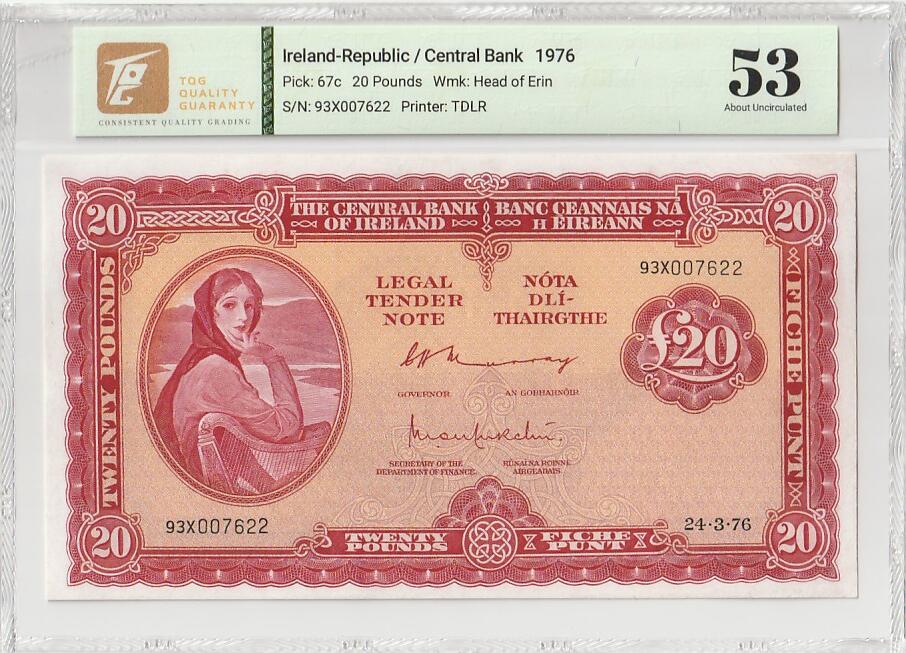 TQG
QUALITY
GUARANTY
CONSISTENT QUALITY GRADING
Ireland-Republic / Central Bank 1976
Pick: 67c 20 Pounds Wmk: Head of Erin
S/N: 93X007622 Printer: TDLR
53
About Uncirculated
20
THE CENTRAL BANK
OF IRELAND
BANC CEANNAIS NA
H ÉIREANN
20
93X007622
LEGAL
TENDER
NOTE
NÓTA
DLÍ-
THAIRGTHE
£20
TWENTY POUNDS
FICHE PUNT
GOVERNOR
AN GOBHARNÓIR
SECRETARY OF THE
DEPARTMENT OF FINANCE.
RÚNAI NA ROINNE
AIRGEADAIS.
93X007622
24·3·76
20
TWENTY
POUNDS
FICHE
PUNT
20